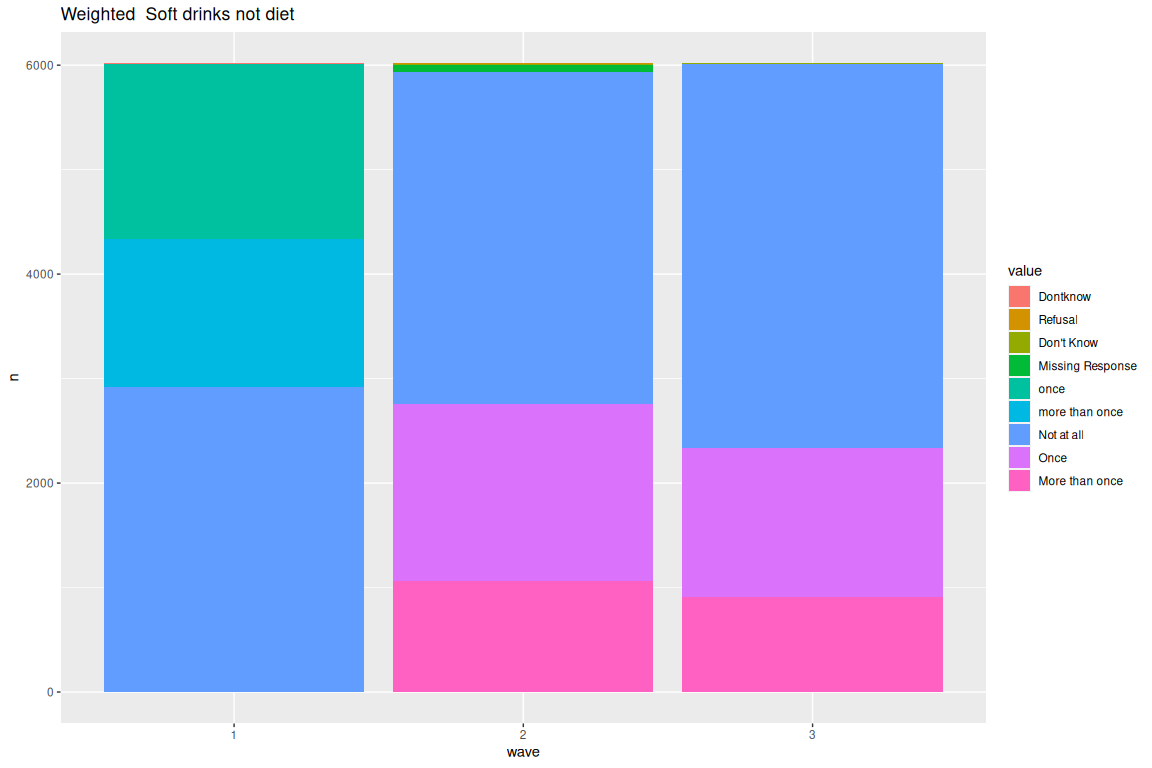 Weighted  Soft drinks not diet
6000
4000
2000
0
n
1
2
3
wave
value
Dontknow
Refusal
Don't Know
Missing Response
once
more than once
Not at all
Once
More than once